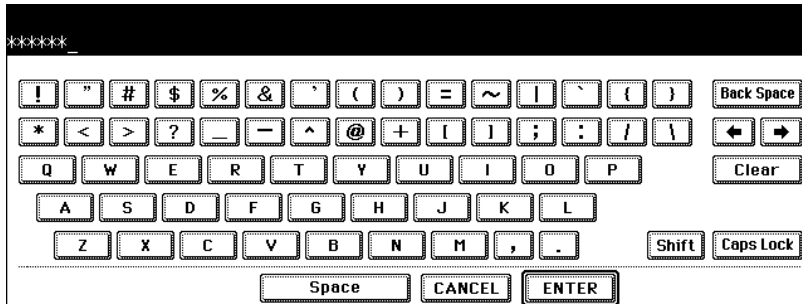 ******_
! " # $ % & ' ( ) = ~ | ` { } Back Space
* < > ? _ - ^ @ + [ ] ; : / \ ← →
Q W E R T Y U I O P Clear
A S D F G H J K L
Z X C V B N M , . Shift Caps Lock
Space CANCEL ENTER